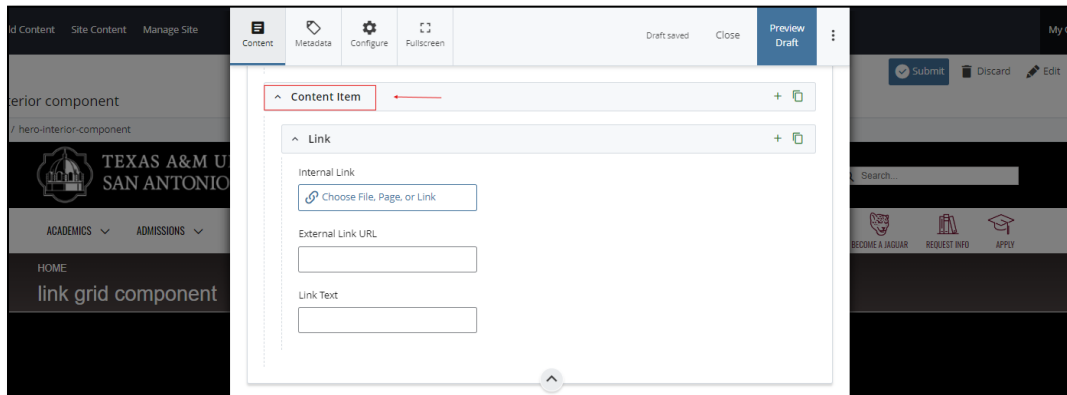 ld Content Site Content Manage Site
Content Metadata Configure Fullscreen Draft saved Close Preview Draft
My
Submit Discard Edit
erior component
/ hero-interior-component
Content Item
Link
Internal Link
Choose File, Page, or Link
External Link URL
Link Text
TEXAS A&M U
SAN ANTONIO
Search...
ACADEMICS ADMISSIONS
BECOME A JAGUAR REQUEST INFO APPLY
HOME
link grid component